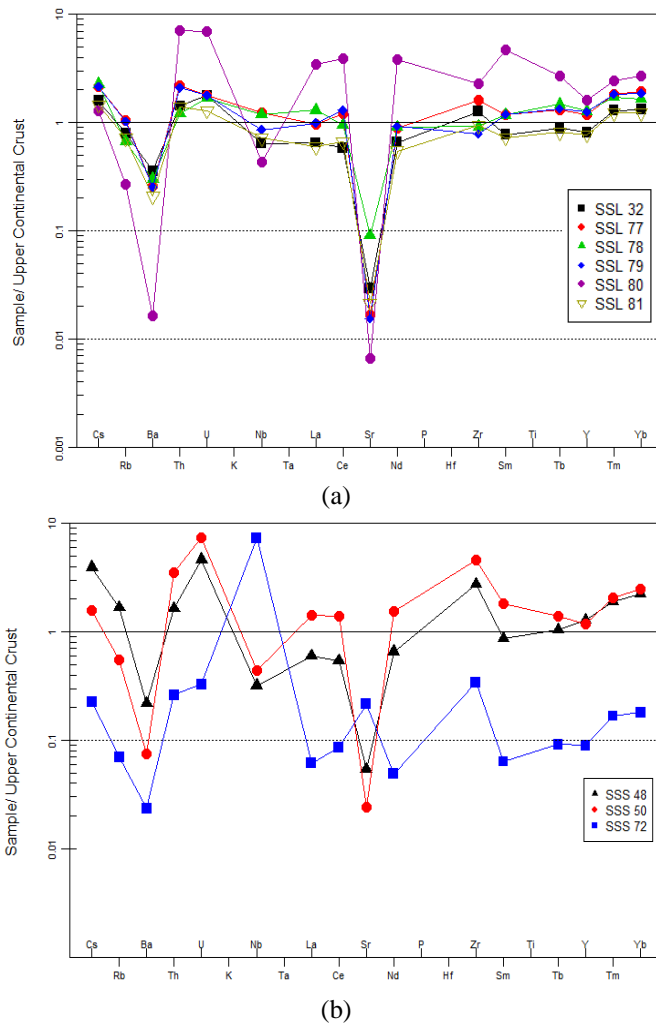 10
1
0.1
0.01
0.001
Sample/ Upper Continental Crust
SSL 32
SSL 77
SSL 78
SSL 79
SSL 80
SSL 81
Cs Ba U Nb La Sr P Zr Ti Y Yb
Rb Th K Ta Ce Nd Hf Sm Tb Tm
(a)
10
1
0.1
0.01
Sample/ Upper Continental Crust
SSS 48
SSS 50
SSS 72
Cs Ba U Nb La Sr P Zr Ti Y Yb
Rb Th K Ta Ce Nd Hf Sm Tb Tm
(b)